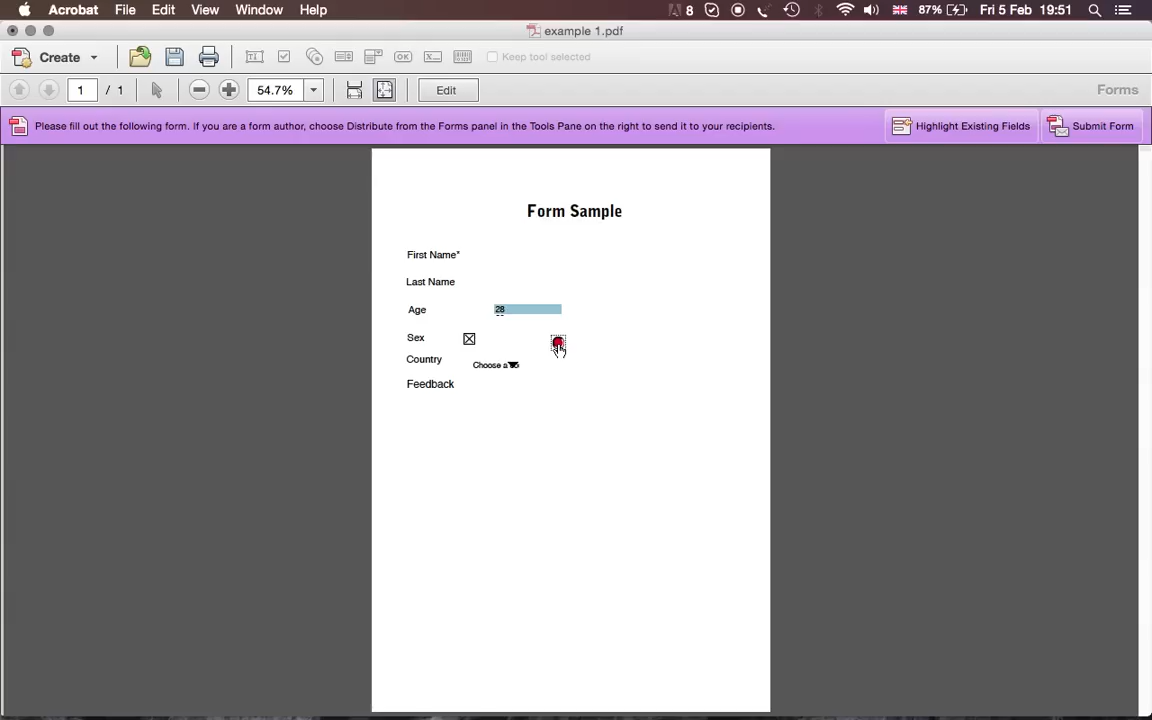 Acrobat File Edit View Window Help 8 87% Fri 5 Feb 19:51
example 1.pdf
Create OK Keep tool selected
1 / 1 54.7% Edit Forms
Please fill out the following form. If you are a form author, choose Distribute from the Forms panel in the Tools Pane on the right to send it to your recipients. Highlight Existing Fields Submit Form
Form Sample
First Name*
Last Name
Age 28
Sex
Country Choose a
Feedback